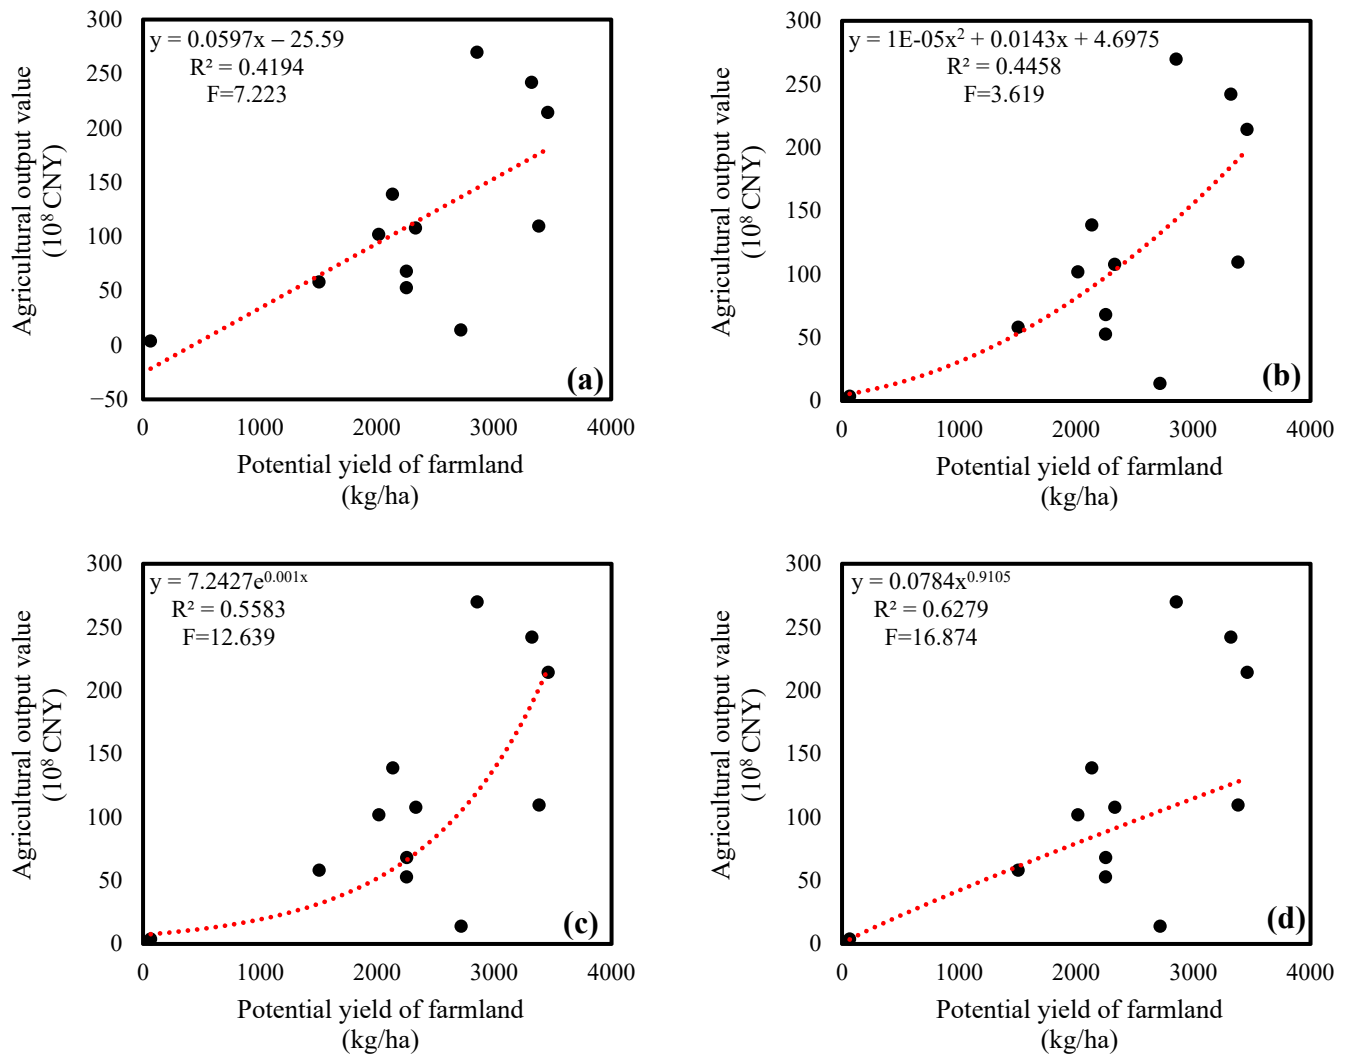 y = 0.0597x − 25.59
R² = 0.4194
F=7.223
300
250
200
150
100
50
0
−50
Agricultural output value
(10⁸ CNY)
(a)
0 1000 2000 3000 4000
Potential yield of farmland
(kg/ha)
y = 1E-05x² + 0.0143x + 4.6975
R² = 0.4458
F=3.619
300
250
200
150
100
50
0
Agricultural output value
(10⁸ CNY)
(b)
0 1000 2000 3000 4000
Potential yield of farmland
(kg/ha)
y = 7.2427e⁰·⁰⁰¹ˣ
R² = 0.5583
F=12.639
300
250
200
150
100
50
0
Agricultural output value
(10⁸ CNY)
(c)
0 1000 2000 3000 4000
Potential yield of farmland
(kg/ha)
y = 0.0784x⁰·⁹¹⁰⁵
R² = 0.6279
F=16.874
300
250
200
150
100
50
0
Agricultural output value
(10⁸ CNY)
(d)
0 1000 2000 3000 4000
Potential yield of farmland
(kg/ha)